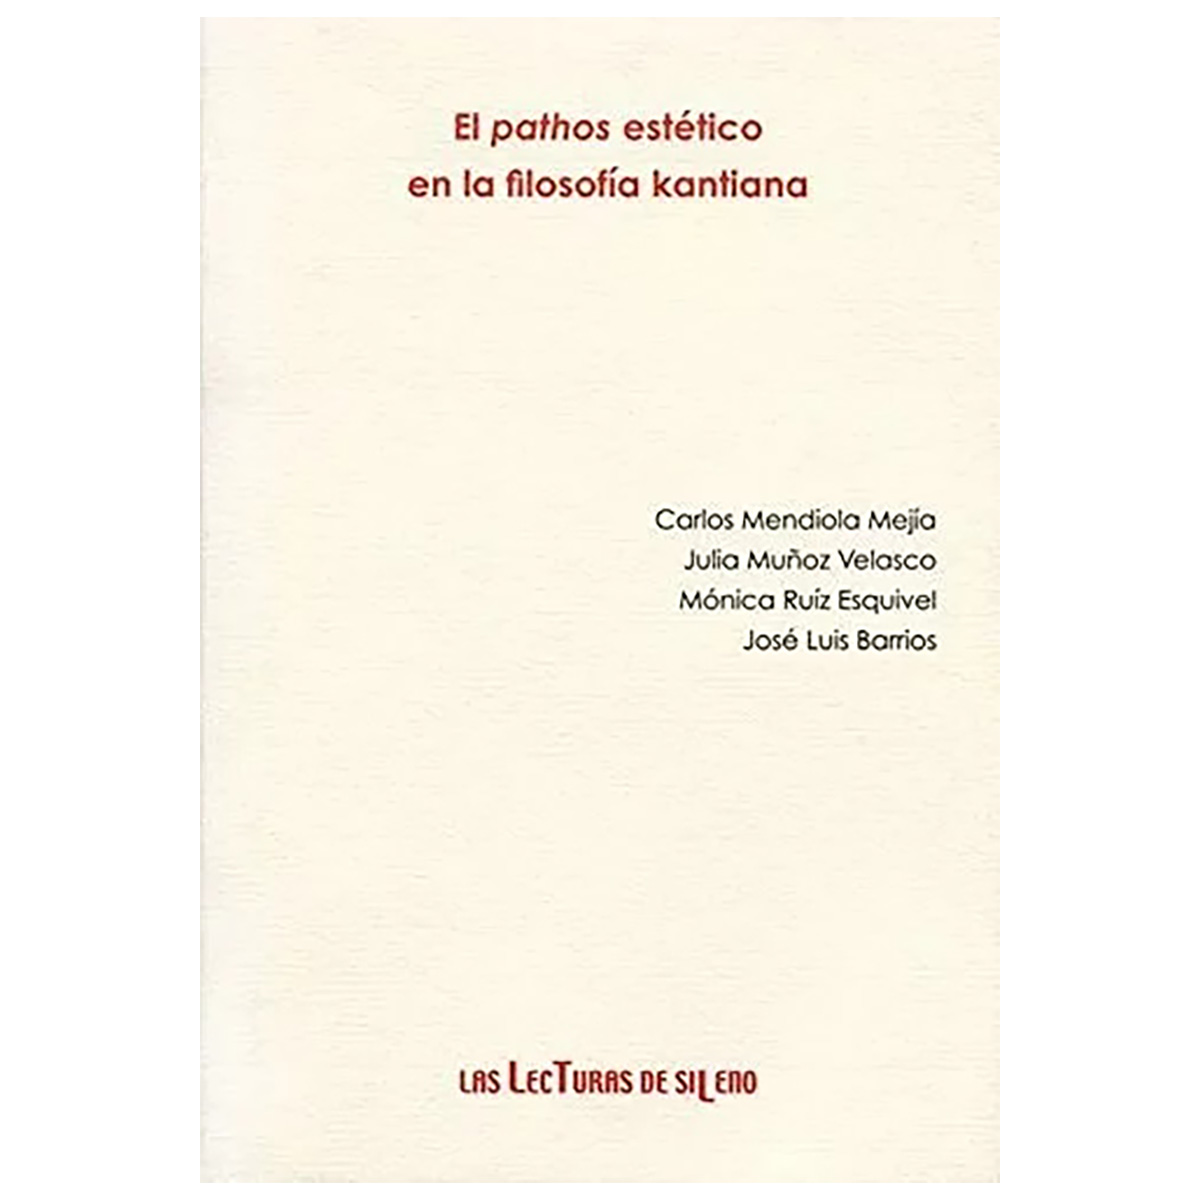 El pathos estético
en la filosofía kantiana
Carlos Mendiola Mejía
Julia Muñoz Velasco
Mónica Ruíz Esquivel
José Luis Barrios
LAS LECTURAS DE SILENO